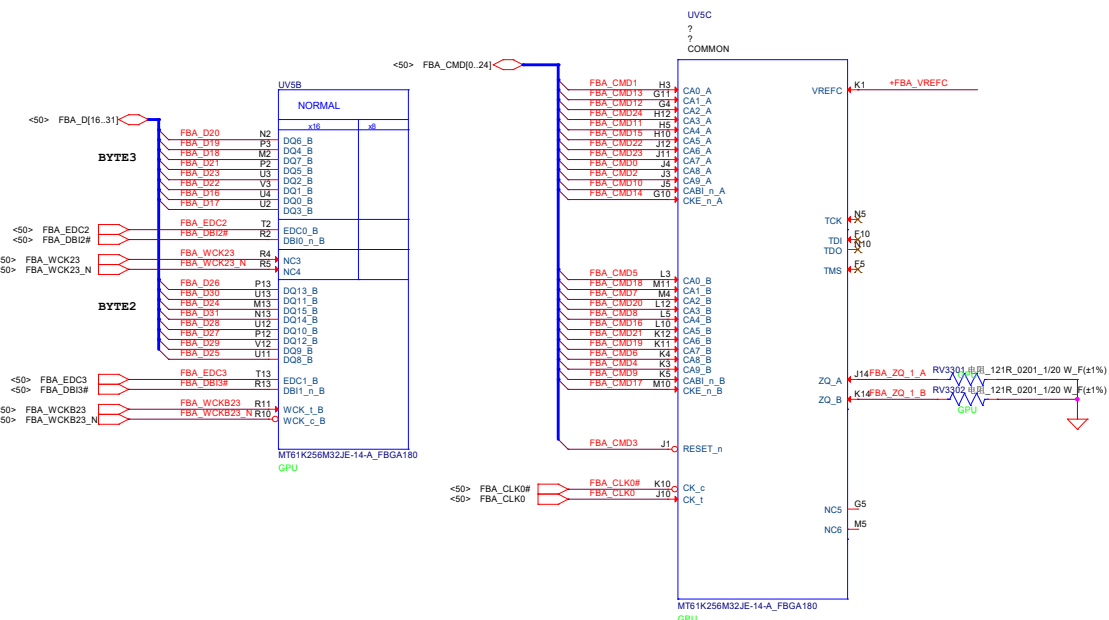 UV5C
?
?
COMMON
<50> FBA_CMD[0..24]
UV5B
NORMAL
x16 x8
<50> FBA_D[16..31]
BYTE3
FBA_D20 N2 DQ6_B
FBA_D19 P3 DQ4_B
FBA_D18 M2 DQ7_B
FBA_D21 P2 DQ5_B
FBA_D23 U3 DQ2_B
FBA_D22 V3 DQ1_B
FBA_D16 U4 DQ0_B
FBA_D17 U2 DQ3_B
<50> FBA_EDC2 FBA_EDC2 T2 EDC0_B
<50> FBA_DBI2# FBA_DBI2# R2 DBI0_n_B
50> FBA_WCK23 FBA_WCK23 R4 NC3
50> FBA_WCK23_N FBA_WCK23_N R5 NC4
BYTE2
FBA_D26 P13 DQ13_B
FBA_D30 U13 DQ11_B
FBA_D24 M13 DQ15_B
FBA_D31 N13 DQ14_B
FBA_D28 U12 DQ10_B
FBA_D27 P12 DQ12_B
FBA_D29 V12 DQ9_B
FBA_D25 U11 DQ8_B
<50> FBA_EDC3 FBA_EDC3 T13 EDC1_B
<50> FBA_DBI3# FBA_DBI3# R13 DBI1_n_B
50> FBA_WCKB23 FBA_WCKB23 R11 WCK_t_B
50> FBA_WCKB23_N FBA_WCKB23_N R10 WCK_c_B
MT61K256M32JE-14-A_FBGA180
GPU
FBA_CMD1 H3 CA0_A
FBA_CMD13 G11 CA1_A
FBA_CMD12 G4 CA2_A
FBA_CMD24 H12 CA3_A
FBA_CMD11 H5 CA4_A
FBA_CMD15 H10 CA5_A
FBA_CMD22 J12 CA6_A
FBA_CMD23 J11 CA7_A
FBA_CMD0 J4 CA8_A
FBA_CMD2 J3 CA9_A
FBA_CMD10 J5 CABI_n_A
FBA_CMD14 G10 CKE_n_A
FBA_CMD5 L3 CA0_B
FBA_CMD18 M11 CA1_B
FBA_CMD7 M4 CA2_B
FBA_CMD20 L12 CA3_B
FBA_CMD8 L5 CA4_B
FBA_CMD16 L10 CA5_B
FBA_CMD21 K12 CA6_B
FBA_CMD19 K11 CA7_B
FBA_CMD6 K4 CA8_B
FBA_CMD4 K3 CA9_B
FBA_CMD9 K5 CABI_n_B
FBA_CMD17 M10 CKE_n_B
FBA_CMD3 J1 RESET_n
<50> FBA_CLK0# FBA_CLK0# K10 CK_c
<50> FBA_CLK0 FBA_CLK0 J10 CK_t
VREFC K1 +FBA_VREFC
TCK N5
TDI F10
TDO N10
TMS F5
ZQ_A J14 FBA_ZQ_1_A RV3301 电阻_121R_0201_1/20 W_F(±1%)
GPU
ZQ_B K14 FBA_ZQ_1_B RV3302 电阻_121R_0201_1/20 W_F(±1%)
GPU
NC5 G5
NC6 M5
MT61K256M32JE-14-A_FBGA180
GPU